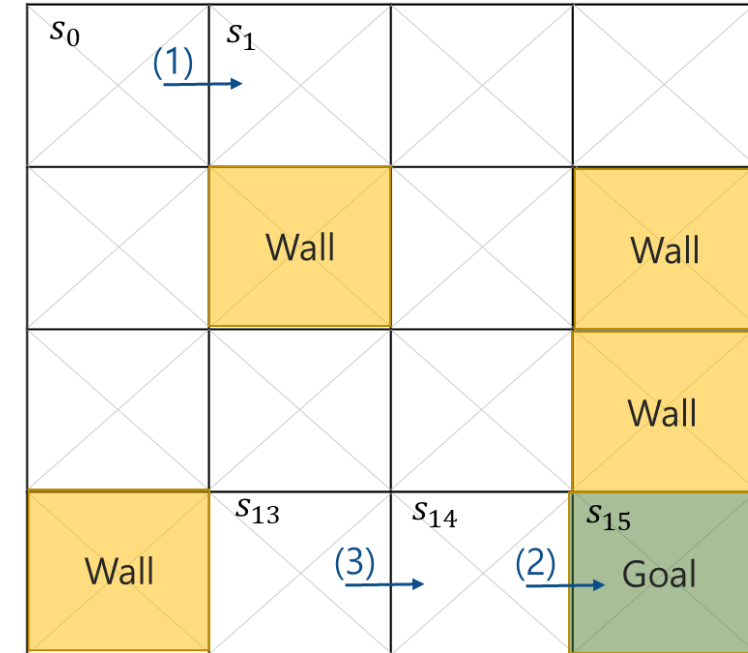 s₀
(1)
s₁
Wall
Wall
Wall
s₁₃
s₁₄
s₁₅
Wall
(3)
(2)
Goal